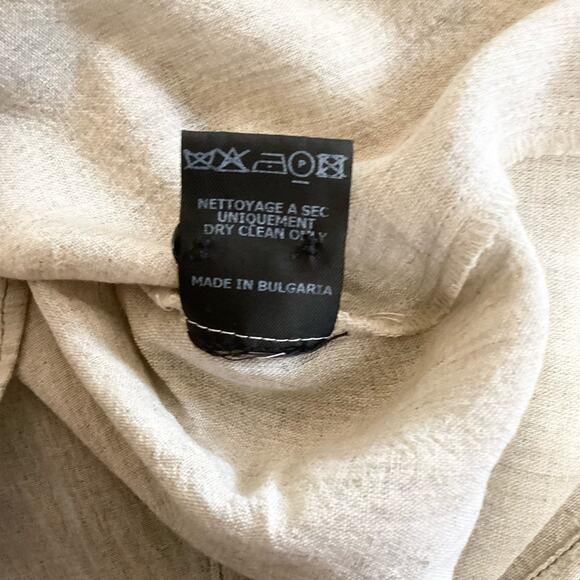 P
NETTOYAGE A SEC
UNIQUEMENT
DRY CLEAN ONLY
MADE IN BULGARIA